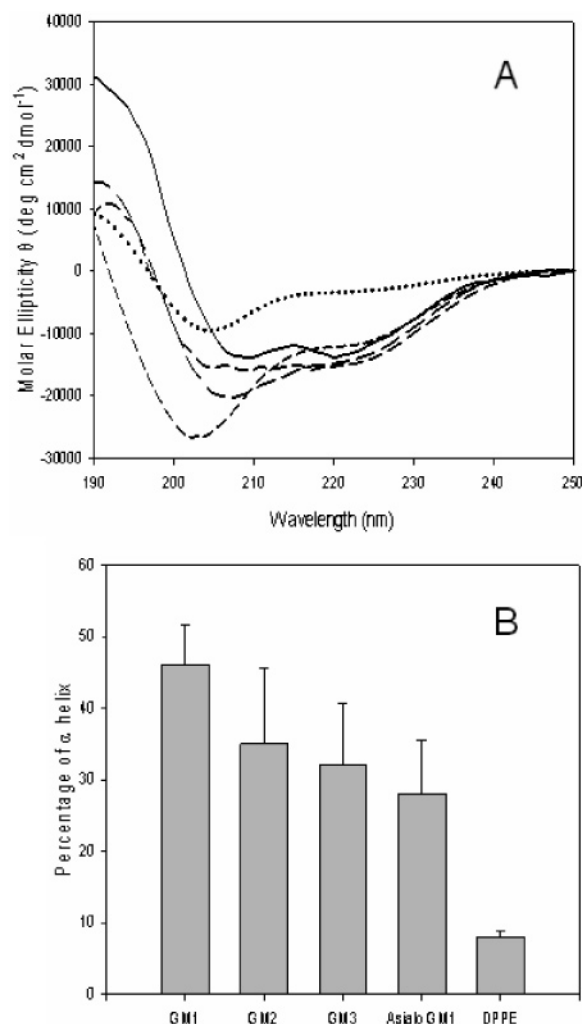 A
40000
30000
20000
10000
0
-10000
-20000
-30000
Molar Ellipticity θ (deg cm² dmol⁻¹)
190 200 210 220 230 240 250
Wavelength (nm)
B
60
50
40
30
20
10
0
Percentage of α helix
GM1 GM2 GM3 Asialo GM1 DPPE